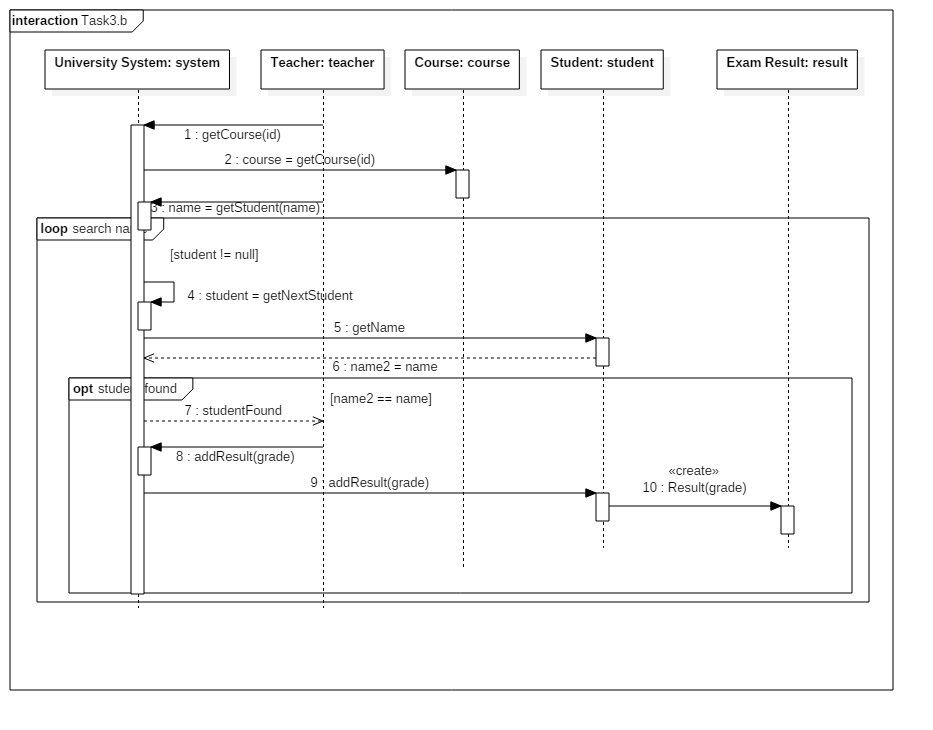 interaction Task3.b
University System: system
Teacher: teacher
Course: course
Student: student
Exam Result: result
1 : getCourse(id)
2 : course = getCourse(id)
3 : name = getStudent(name)
loop search na
[student != null]
4 : student = getNextStudent
5 : getName
6 : name2 = name
opt stude found
[name2 == name]
7 : studentFound
8 : addResult(grade)
9 : addResult(grade)
«create»
10 : Result(grade)